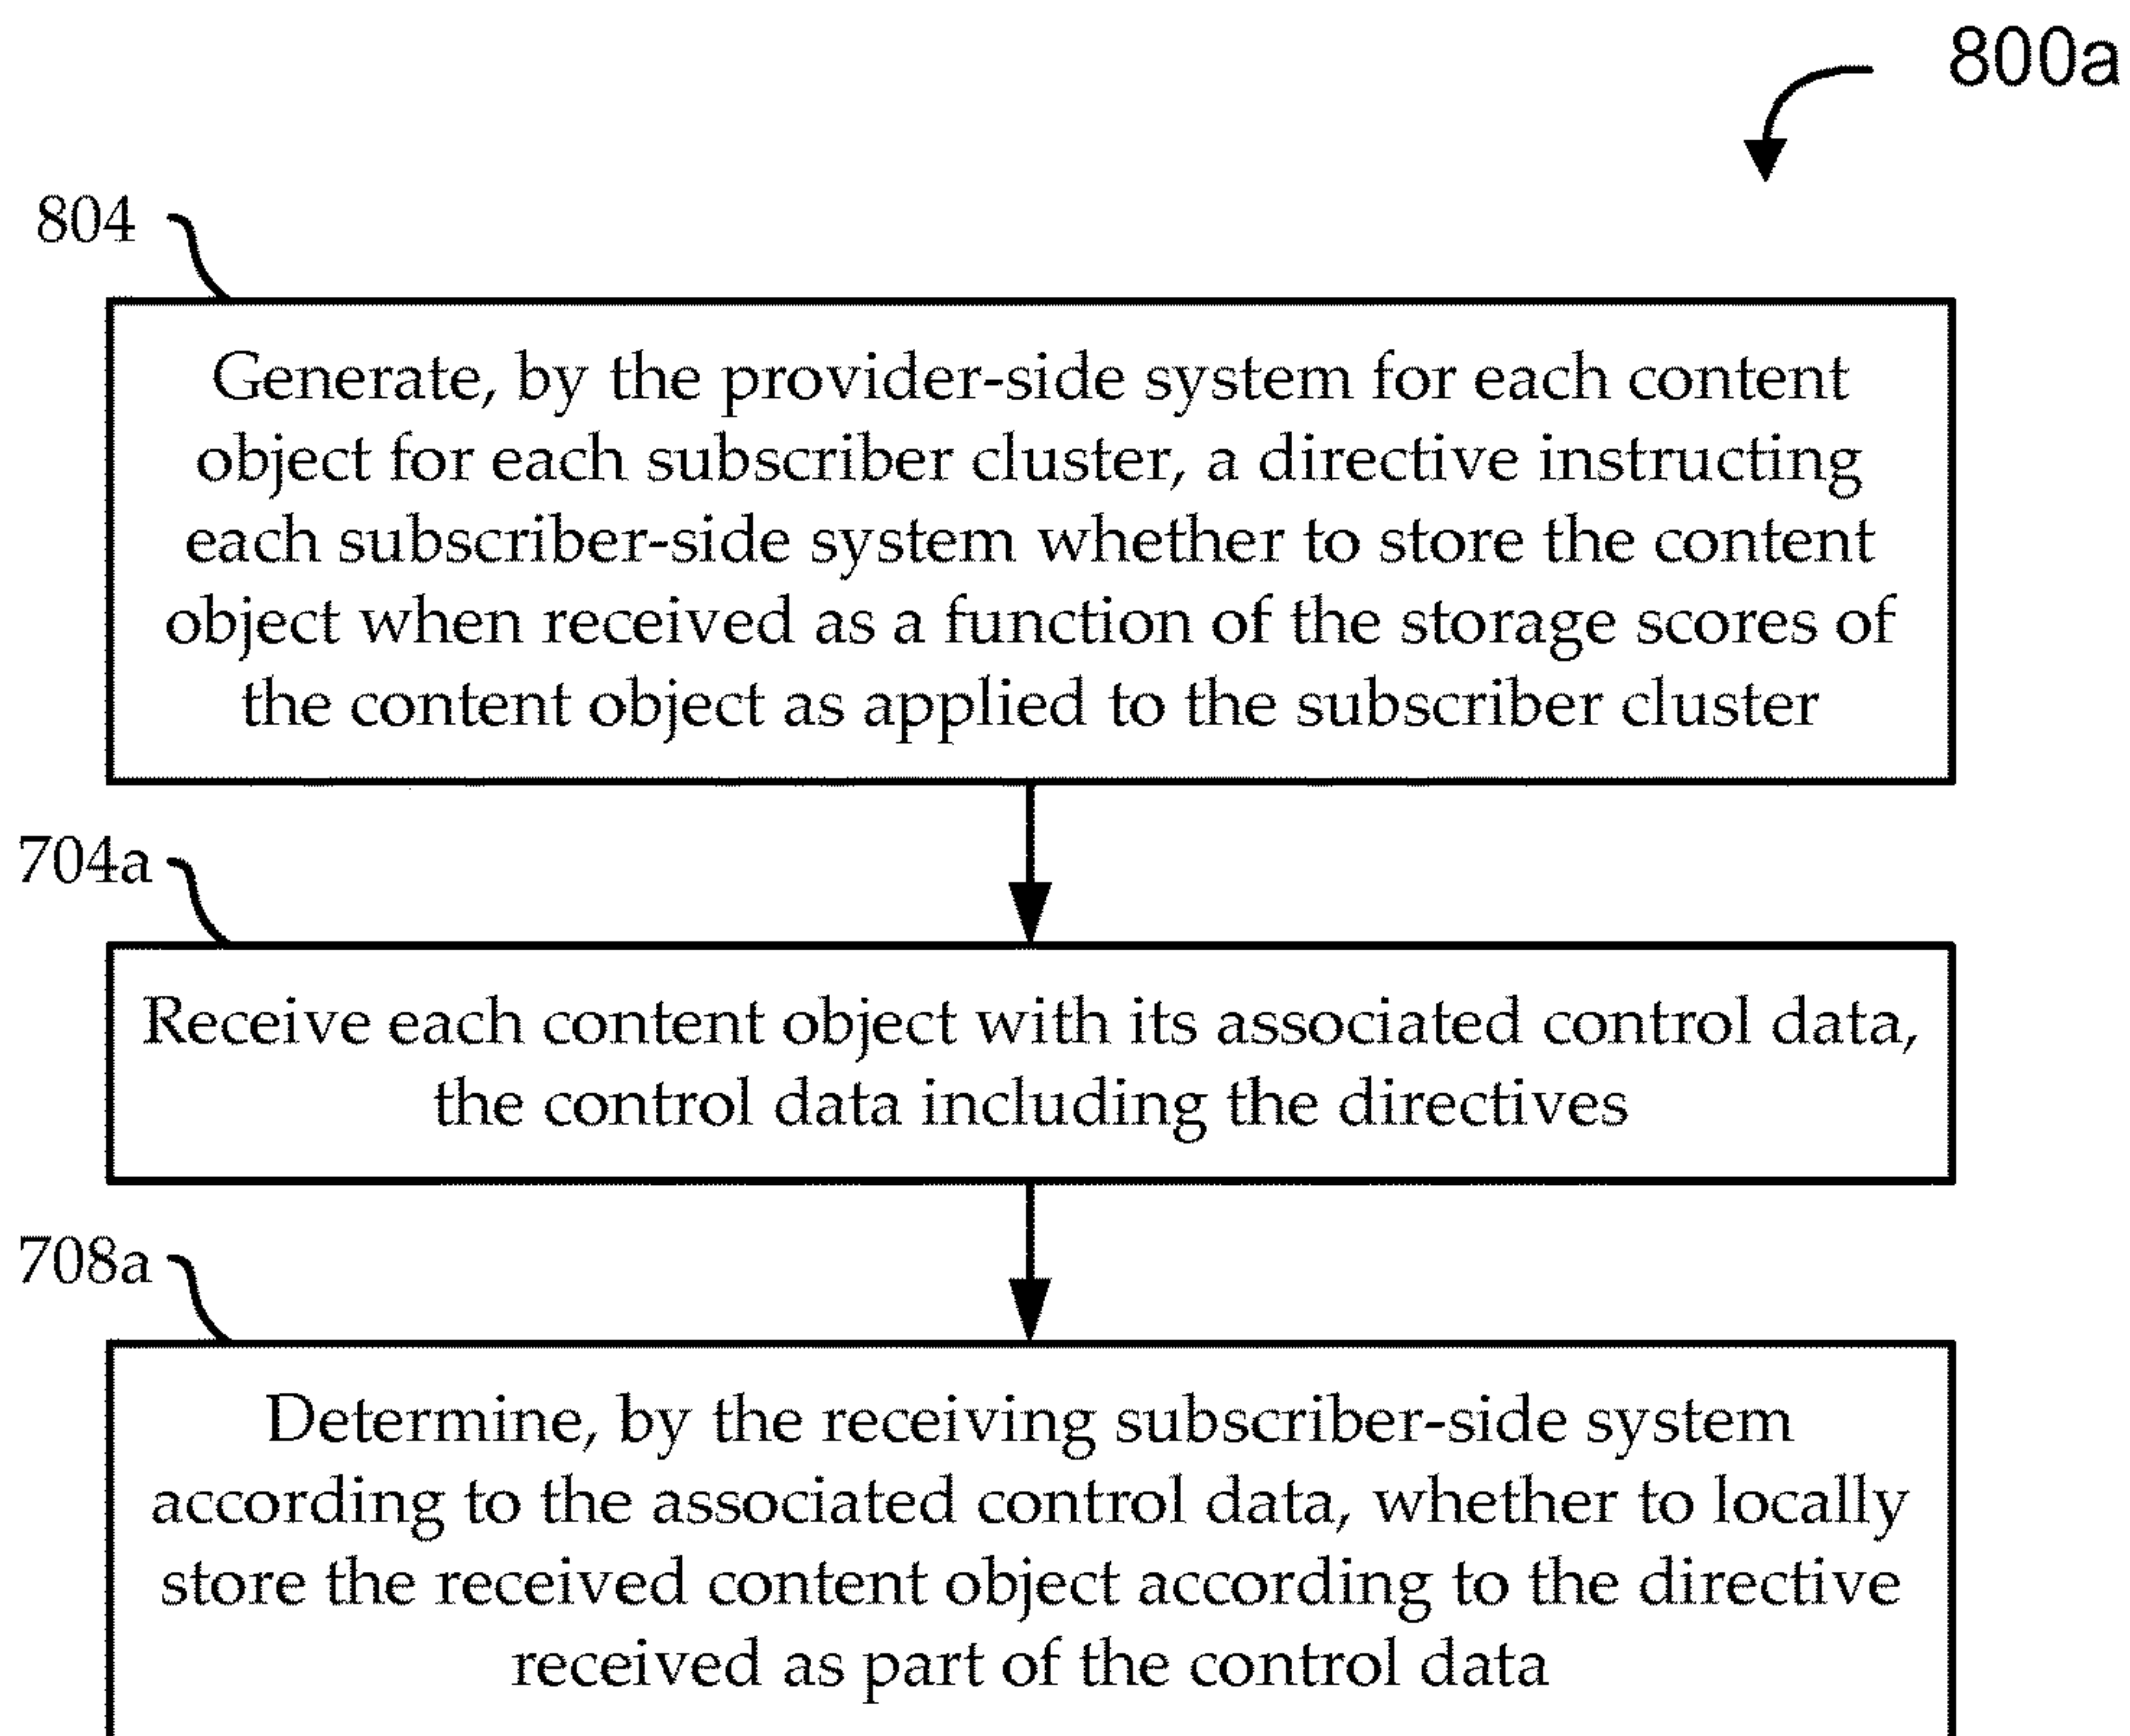 800a
804
Generate, by the provider-side system for each content
object for each subscriber cluster, a directive instructing
each subscriber-side system whether to store the content
object when received as a function of the storage scores of
the content object as applied to the subscriber cluster
704a
Receive each content object with its associated control data,
the control data including the directives
708a
Determine, by the receiving subscriber-side system
according to the associated control data, whether to locally
store the received content object according to the directive
received as part of the control data